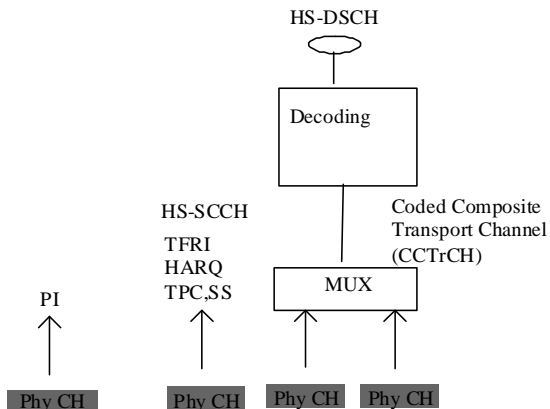 HS-DSCH
Decoding
HS-SCCH
TFRI
HARQ
TPC,SS
Coded Composite
Transport Channel
(CCTrCH)
MUX
PI
Phy CH
Phy CH
Phy CH
Phy CH